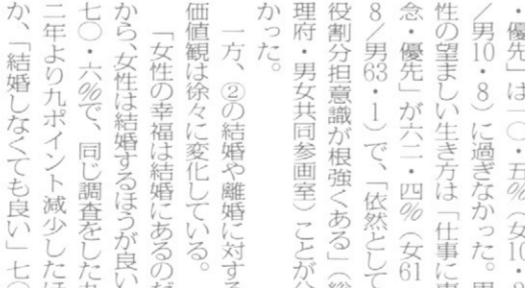 ・優先」は一〇・五％（女10・
／男10・8）に過ぎなかった。男
性の望ましい生き方は「仕事に専
念・優先」が六二・四％（女61
8／男63・1）で、「依然として
役割分担意識が根強くある」（総
理府・男女共同参画室）ことが分
かった。
一方、②の結婚や離婚に対する
価値観は徐々に変化している。
「女性の幸福は結婚にあるのだ
から、女性は結婚するほうが良い
七〇・六％で、同じ調査をした九
二年より九ポイント減少したほ
か、「結婚しなくても良い」七〇